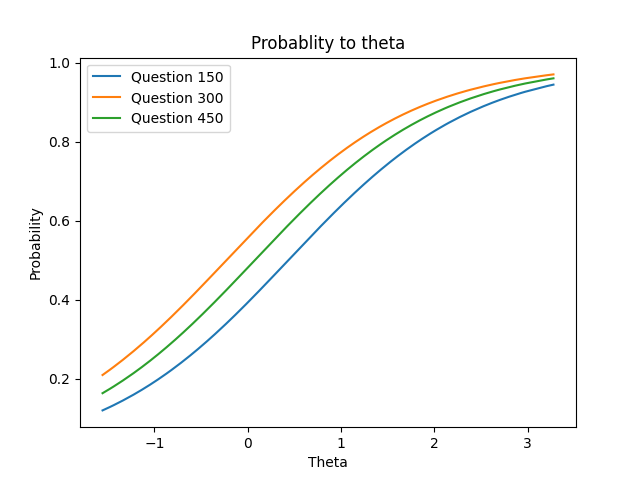 Probablity to theta
Question 150
Question 300
Question 450
Probability
1.0
0.8
0.6
0.4
0.2
−1 0 1 2 3
Theta